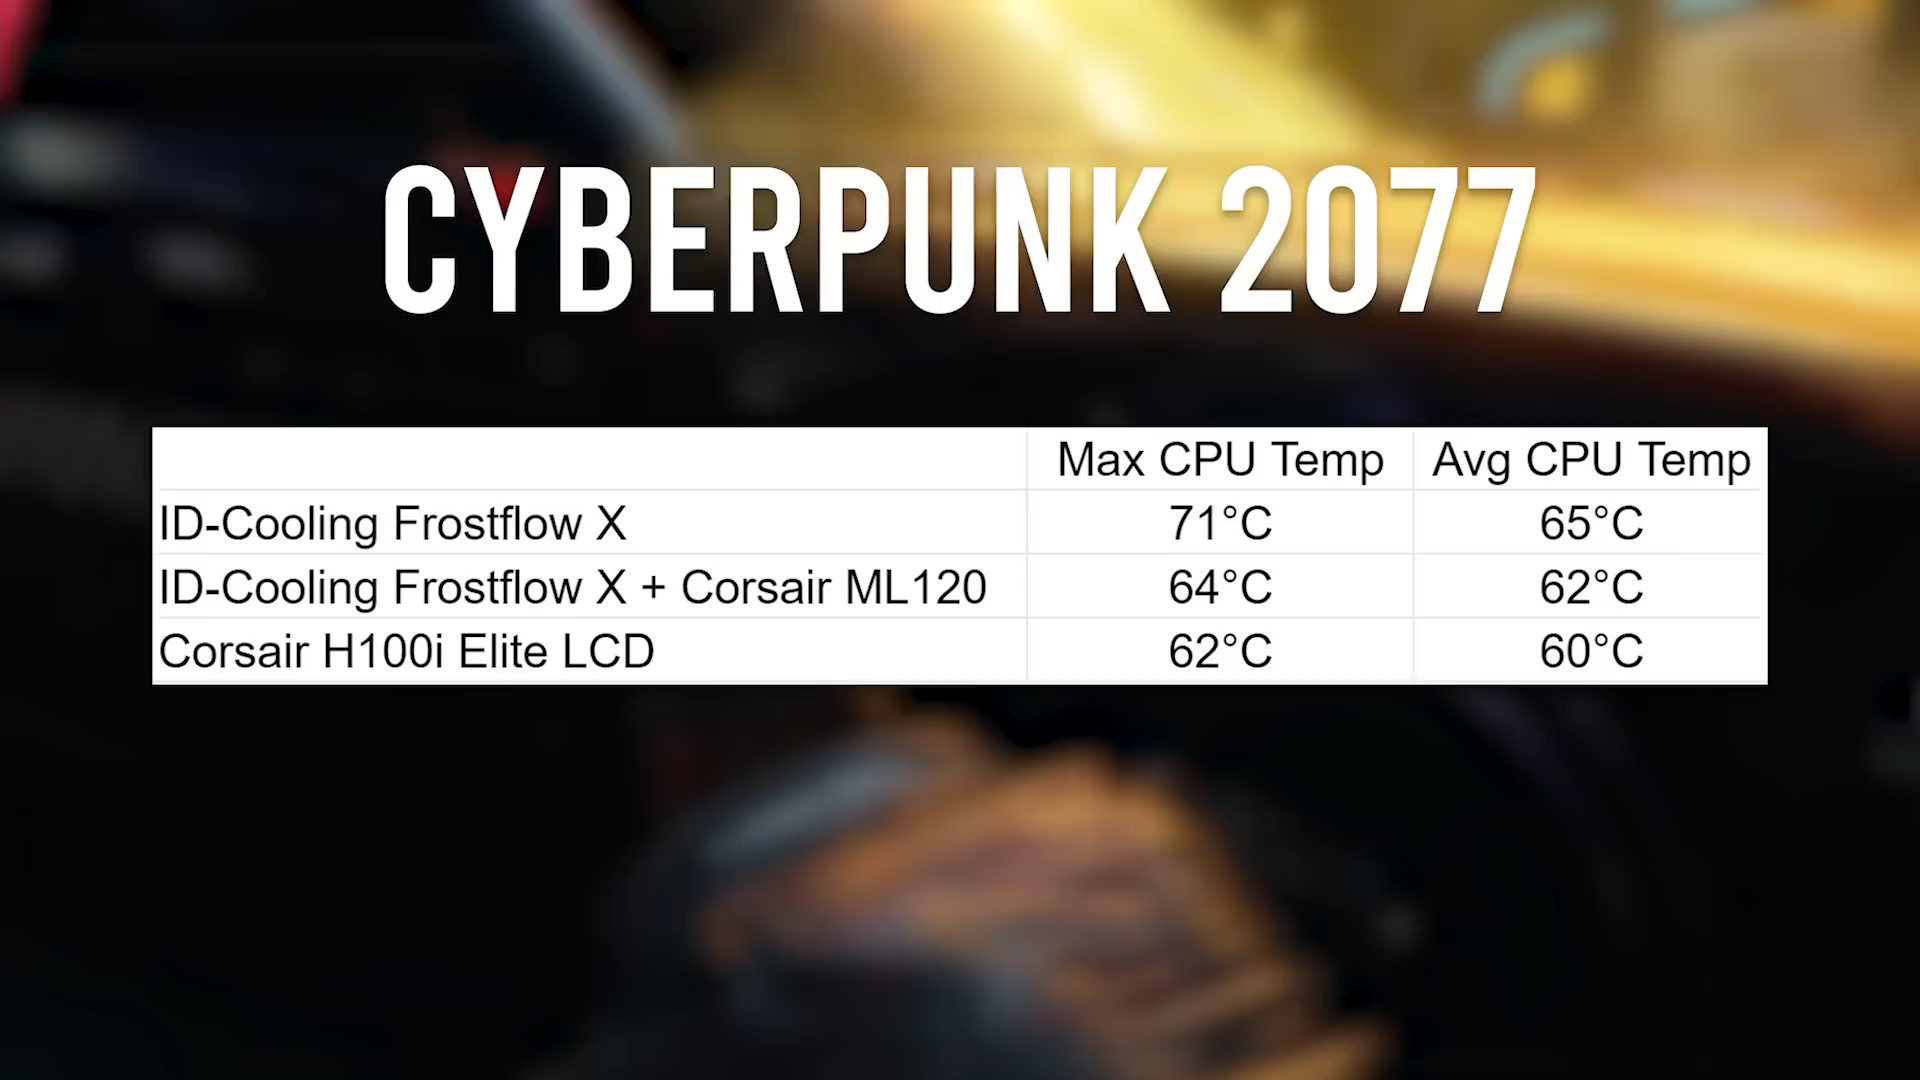 CYBERPUNK 2077
Max CPU Temp Avg CPU Temp
ID-Cooling Frostflow X 71°C 65°C
ID-Cooling Frostflow X + Corsair ML120 64°C 62°C
Corsair H100i Elite LCD 62°C 60°C